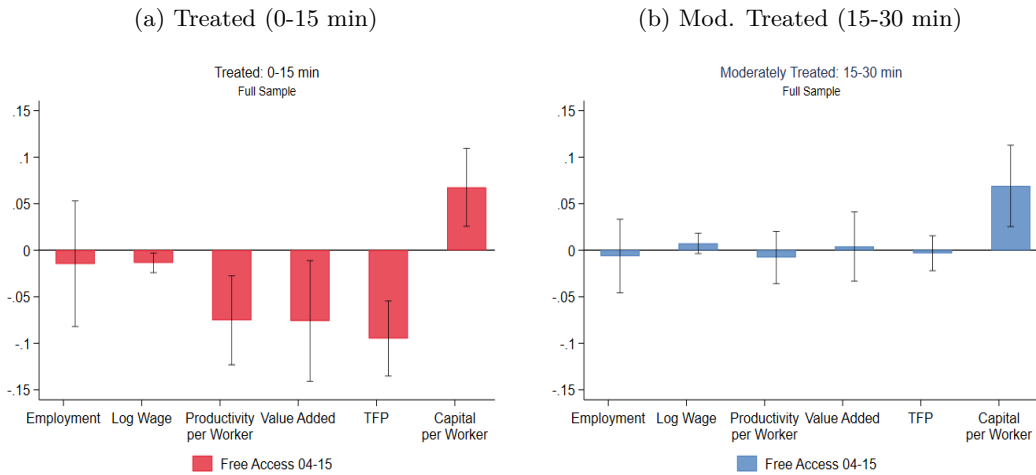 (a) Treated (0-15 min)
Treated: 0-15 min
Full Sample
.15
.1
.05
0
-.05
-.1
-.15
Employment Log Wage Productivity per Worker Value Added TFP Capital per Worker
Free Access 04-15
(b) Mod. Treated (15-30 min)
Moderately Treated: 15-30 min
Full Sample
.15
.1
.05
0
-.05
-.1
-.15
Employment Log Wage Productivity per Worker Value Added TFP Capital per Worker
Free Access 04-15